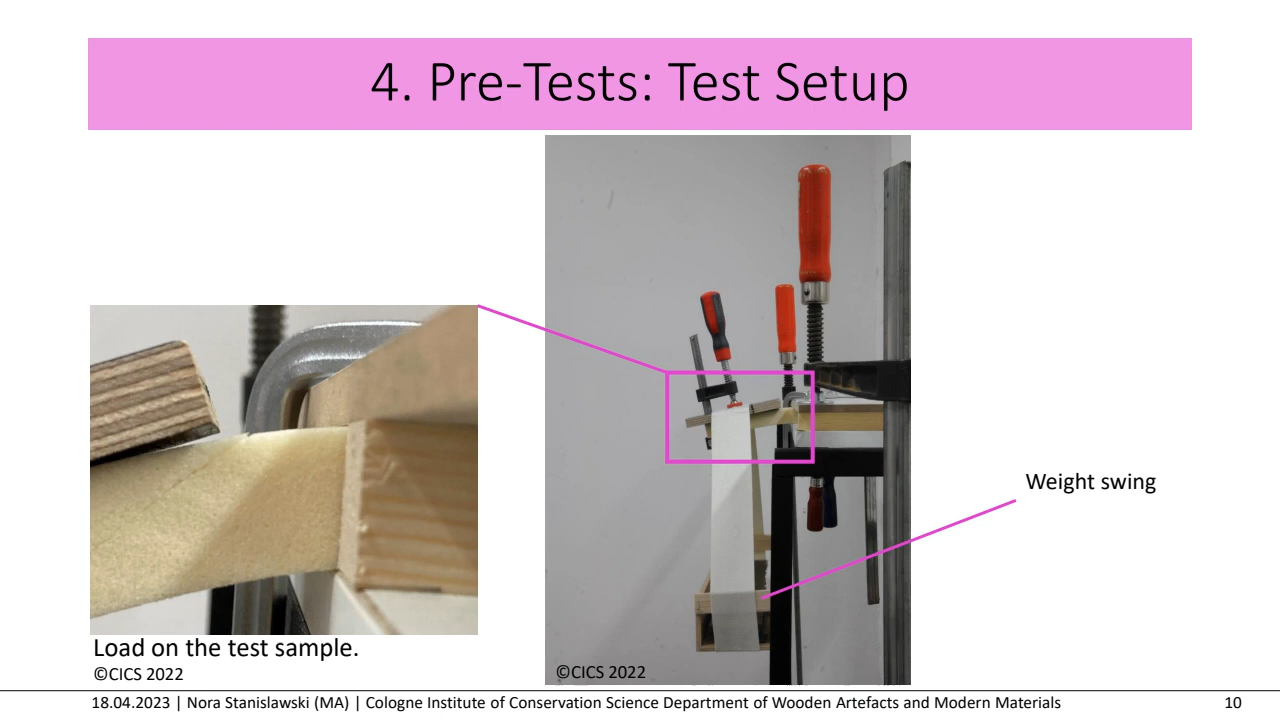 4. Pre-Tests: Test Setup
Weight swing
Load on the test sample.
©CICS 2022
©CICS 2022
18.04.2023 | Nora Stanislawski (MA) | Cologne Institute of Conservation Science Department of Wooden Artefacts and Modern Materials 10